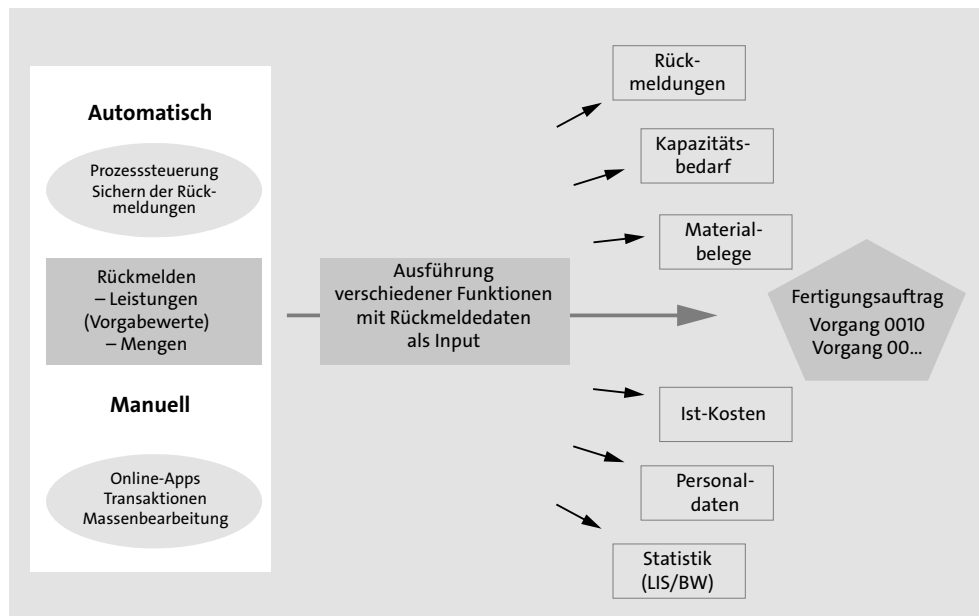 Automatisch
Prozesssteuerung
Sichern der Rück-
meldungen
Rückmelden
– Leistungen
(Vorgabewerte)
– Mengen
Manuell
Online-Apps
Transaktionen
Massenbearbeitung
Ausführung
verschiedener Funktionen
mit Rückmeldedaten
als Input
Rück-
meldungen
Kapazitäts-
bedarf
Material-
belege
Ist-Kosten
Personal-
daten
Statistik
(LIS/BW)
Fertigungsauftrag
Vorgang 0010
Vorgang 00...